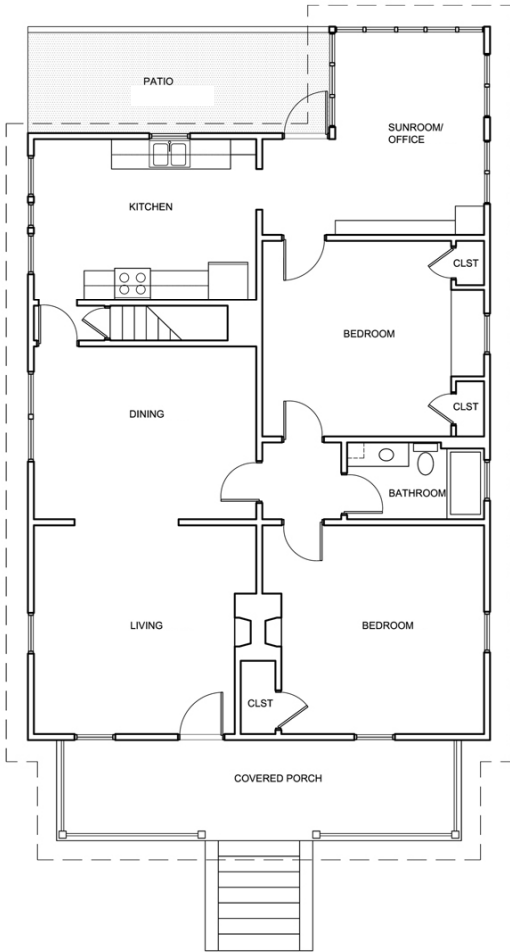 PATIO
SUNROOM/
OFFICE
KITCHEN
CLST
BEDROOM
CLST
DINING
BATHROOM
LIVING
BEDROOM
CLST
COVERED PORCH